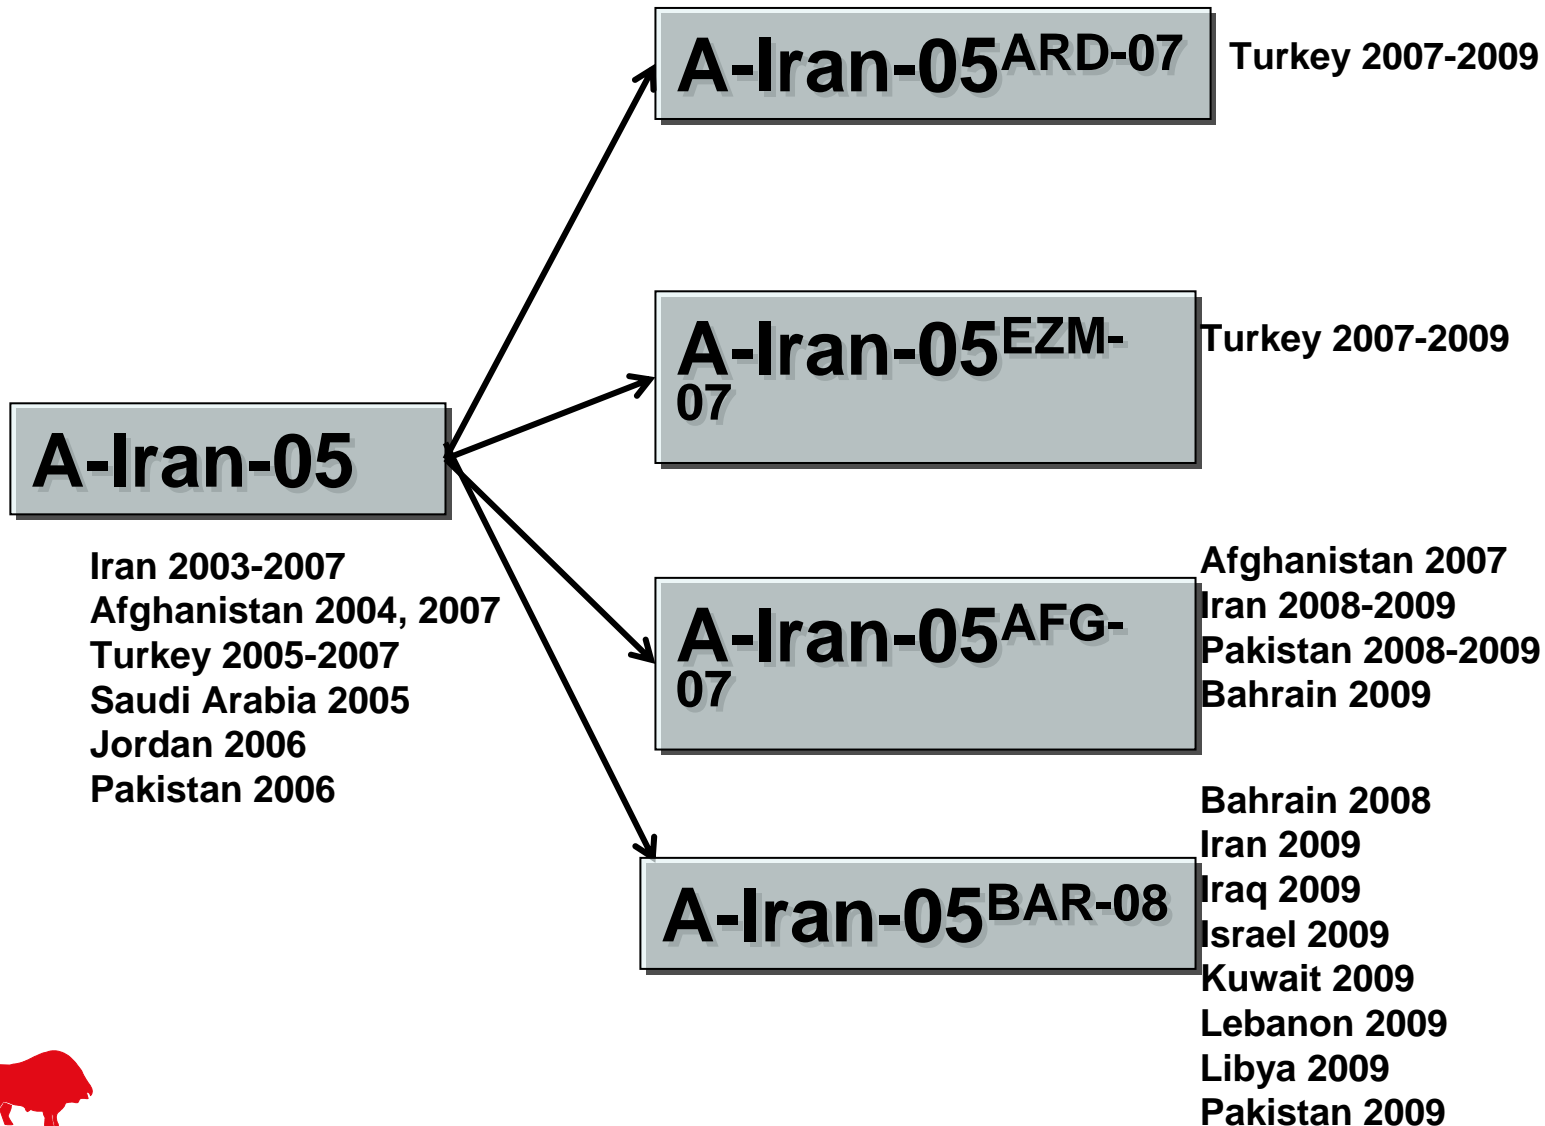 A-Iran-05ARD-07
Turkey 2007-2009
A-Iran-05EZM-
07
Turkey 2007-2009
A-Iran-05
Iran 2003-2007
Afghanistan 2004, 2007
Turkey 2005-2007
Saudi Arabia 2005
Jordan 2006
Pakistan 2006
A-Iran-05AFG-
07
Afghanistan 2007
Iran 2008-2009
Pakistan 2008-2009
Bahrain 2009
A-Iran-05BAR-08
Bahrain 2008
Iran 2009
Iraq 2009
Israel 2009
Kuwait 2009
Lebanon 2009
Libya 2009
Pakistan 2009